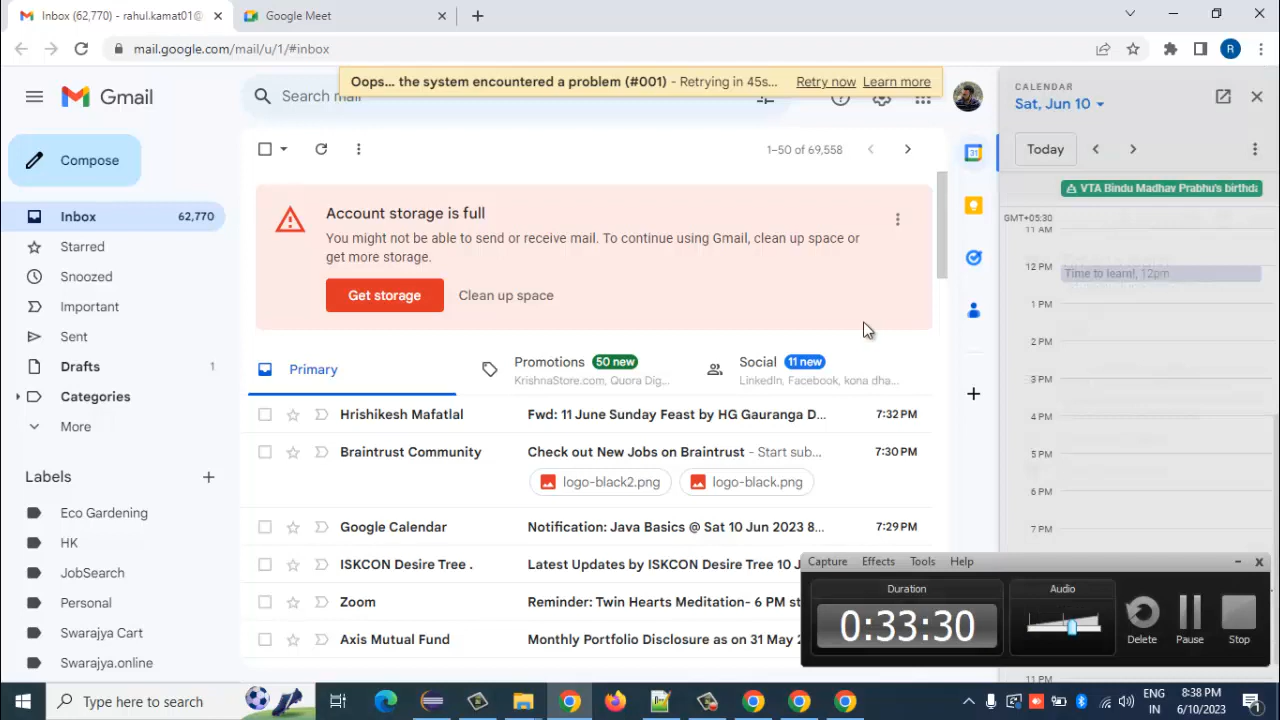 Inbox (62,770) - rahul.kamat01@
Google Meet
mail.google.com/mail/u/1/#inbox
R
Oops... the system encountered a problem (#001) - Retrying in 45s... Retry now Learn more
Gmail
Search mail
CALENDAR
Sat, Jun 10
Compose
1–50 of 69,558
Today
Inbox 62,770
Starred
Snoozed
Important
Sent
Drafts 1
Categories
More
Labels
Eco Gardening
HK
JobSearch
Personal
Swarajya Cart
Swarajya.online
Account storage is full
You might not be able to send or receive mail. To continue using Gmail, clean up space or
get more storage.
Get storage Clean up space
Primary
Promotions 50 new
KrishnaStore.com, Quora Dig...
Social 11 new
LinkedIn, Facebook, kona dha...
Hrishikesh Mafatlal Fwd: 11 June Sunday Feast by HG Gauranga D... 7:32 PM
Braintrust Community Check out New Jobs on Braintrust - Start sub... 7:30 PM
logo-black2.png logo-black.png
Google Calendar Notification: Java Basics @ Sat 10 Jun 2023 8... 7:29 PM
ISKCON Desire Tree . Latest Updates by ISKCON Desire Tree 10 J
Zoom Reminder: Twin Hearts Meditation- 6 PM st
Axis Mutual Fund Monthly Portfolio Disclosure as on 31 May 2
31
VTA Bindu Madhav Prabhu's birthda
GMT+05:30
11 AM
12 PM
Time to learn!, 12pm
1 PM
2 PM
3 PM
4 PM
5 PM
6 PM
7 PM
11 PM
Capture Effects Tools Help
Duration
0:33:30
Audio
Delete
Pause
Stop
Type here to search
ENG
IN
8:38 PM
6/10/2023
1